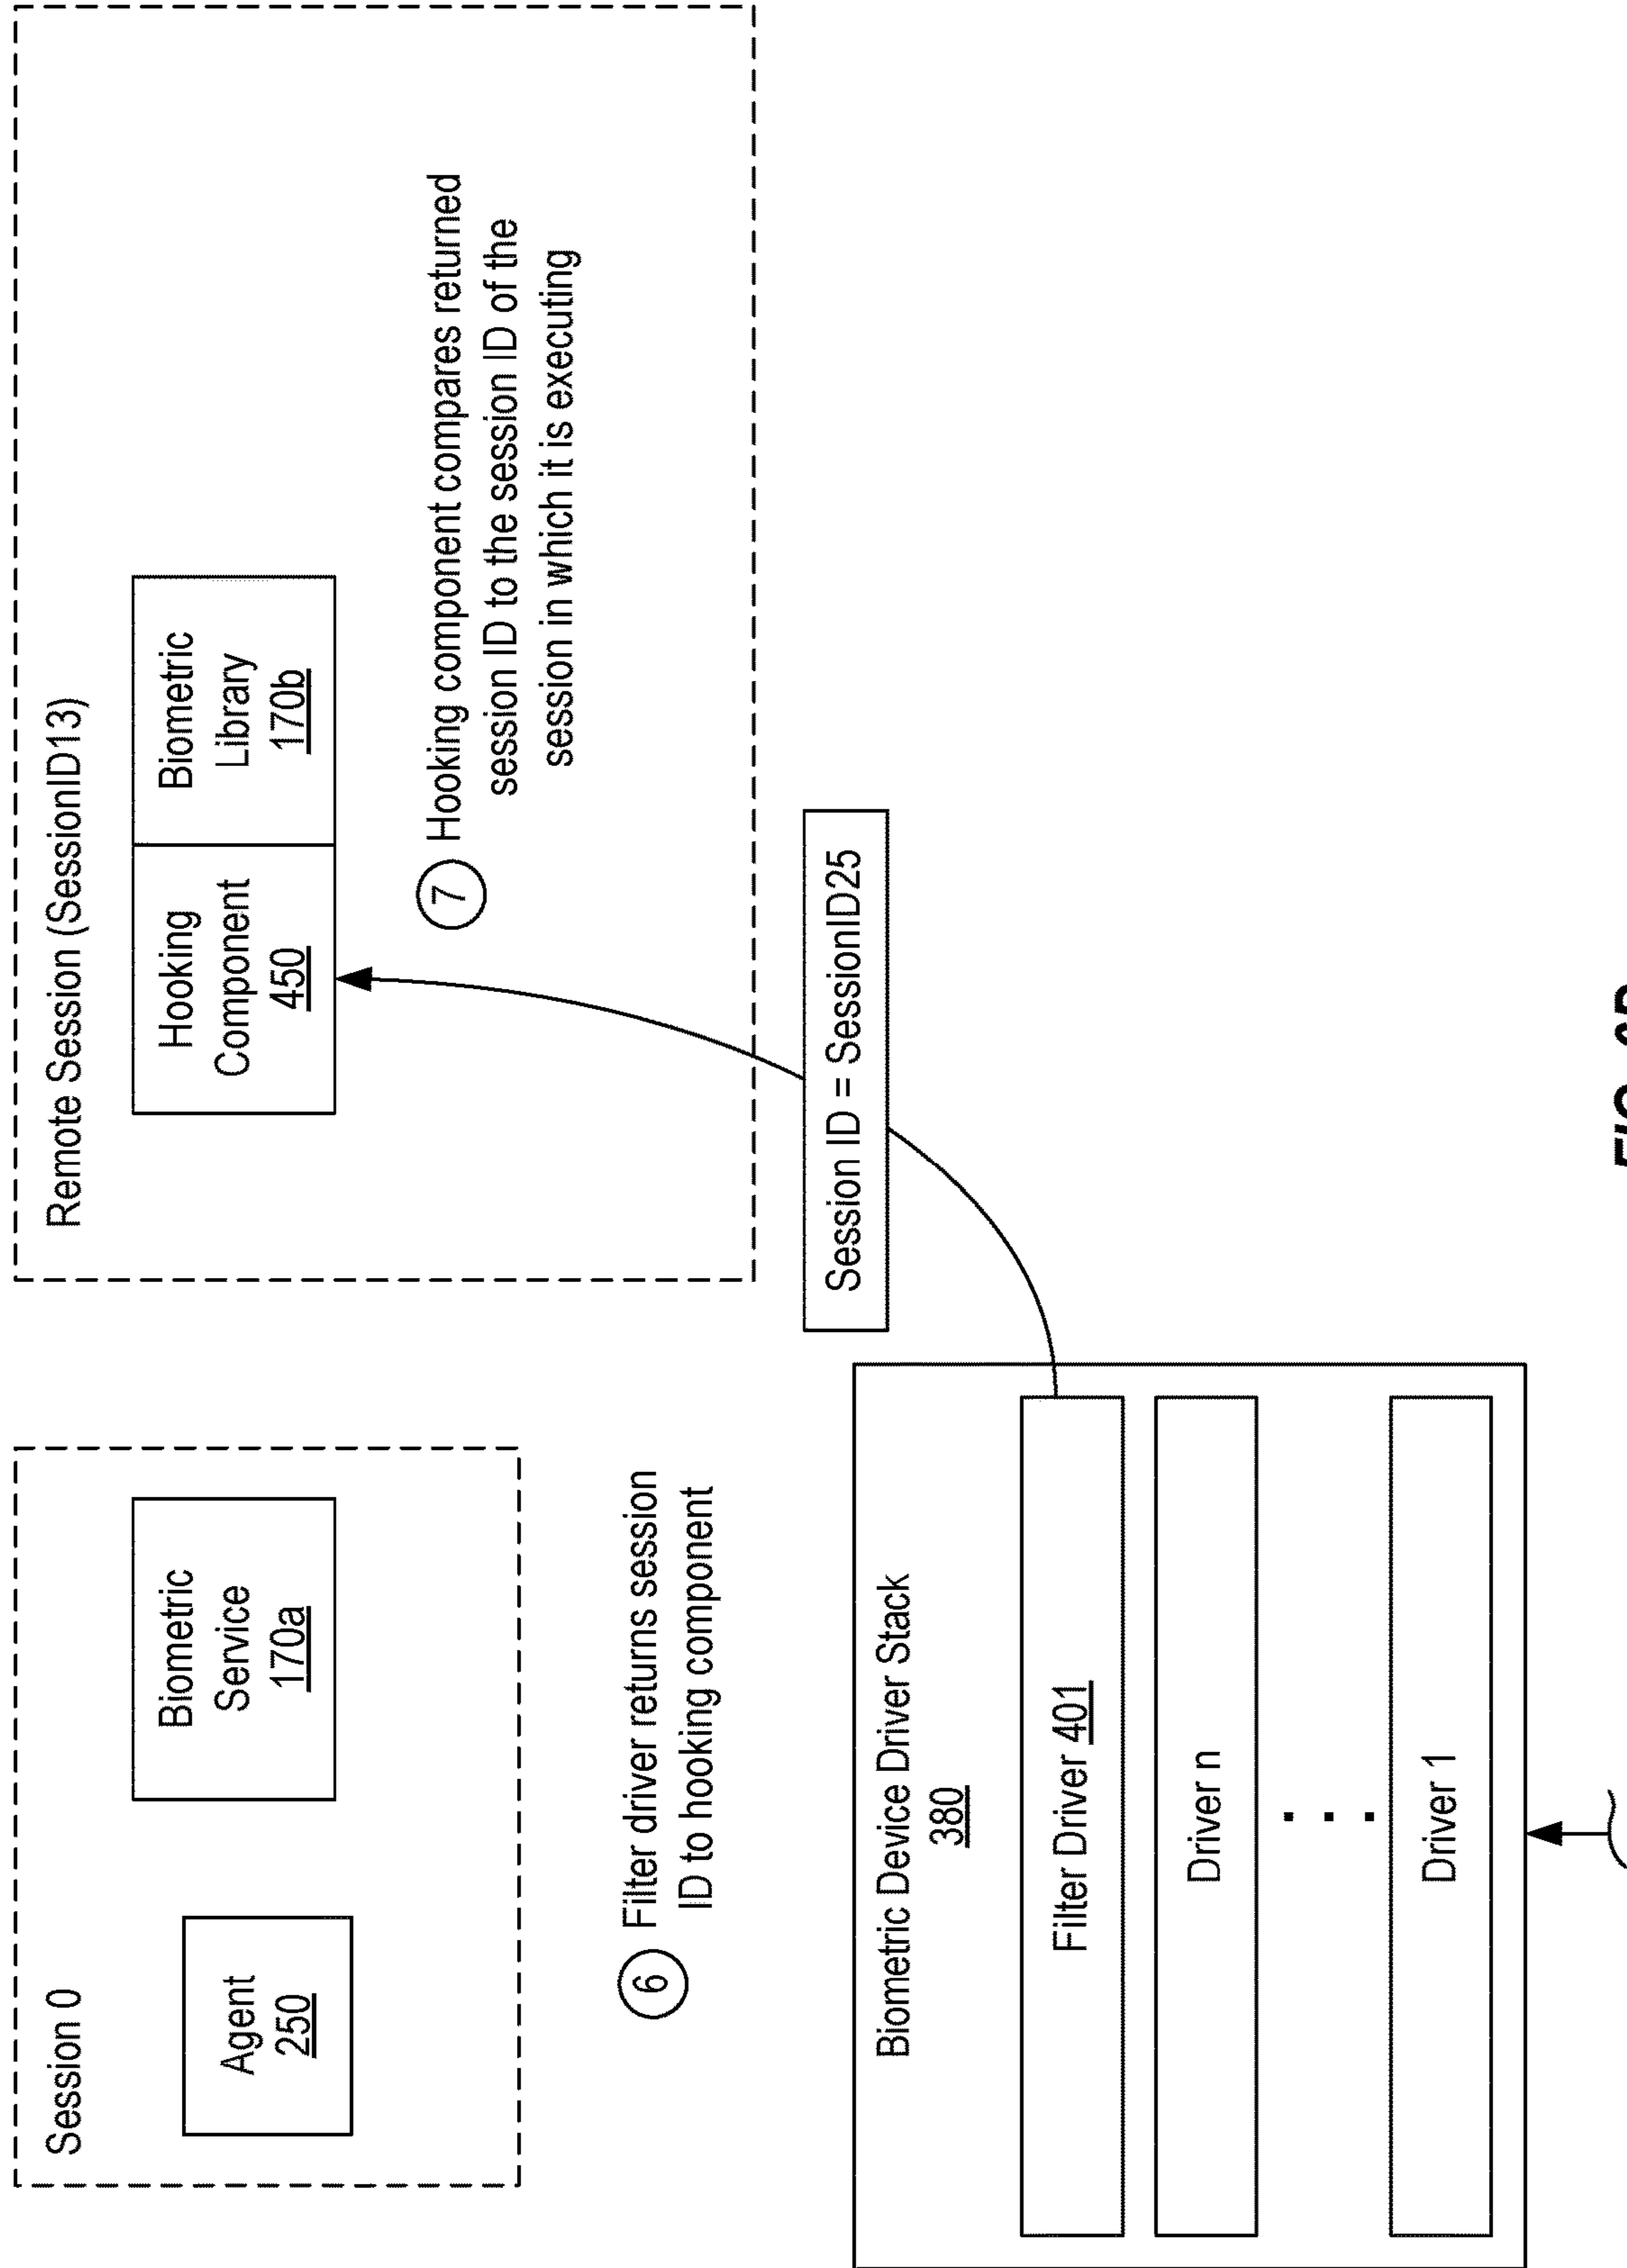 Session 0
Agent
250
Biometric
Service
170a
Remote Session (SessionID13)
Hooking
Component
450
Biometric
Library
170b
6
Filter driver returns session
ID to hooking component
7
Hooking component compares returned
session ID to the session ID of the
session in which it is executing
Session ID = SessionID25
Biometric Device Driver Stack
380
Filter Driver 401
Driver n
Driver 1